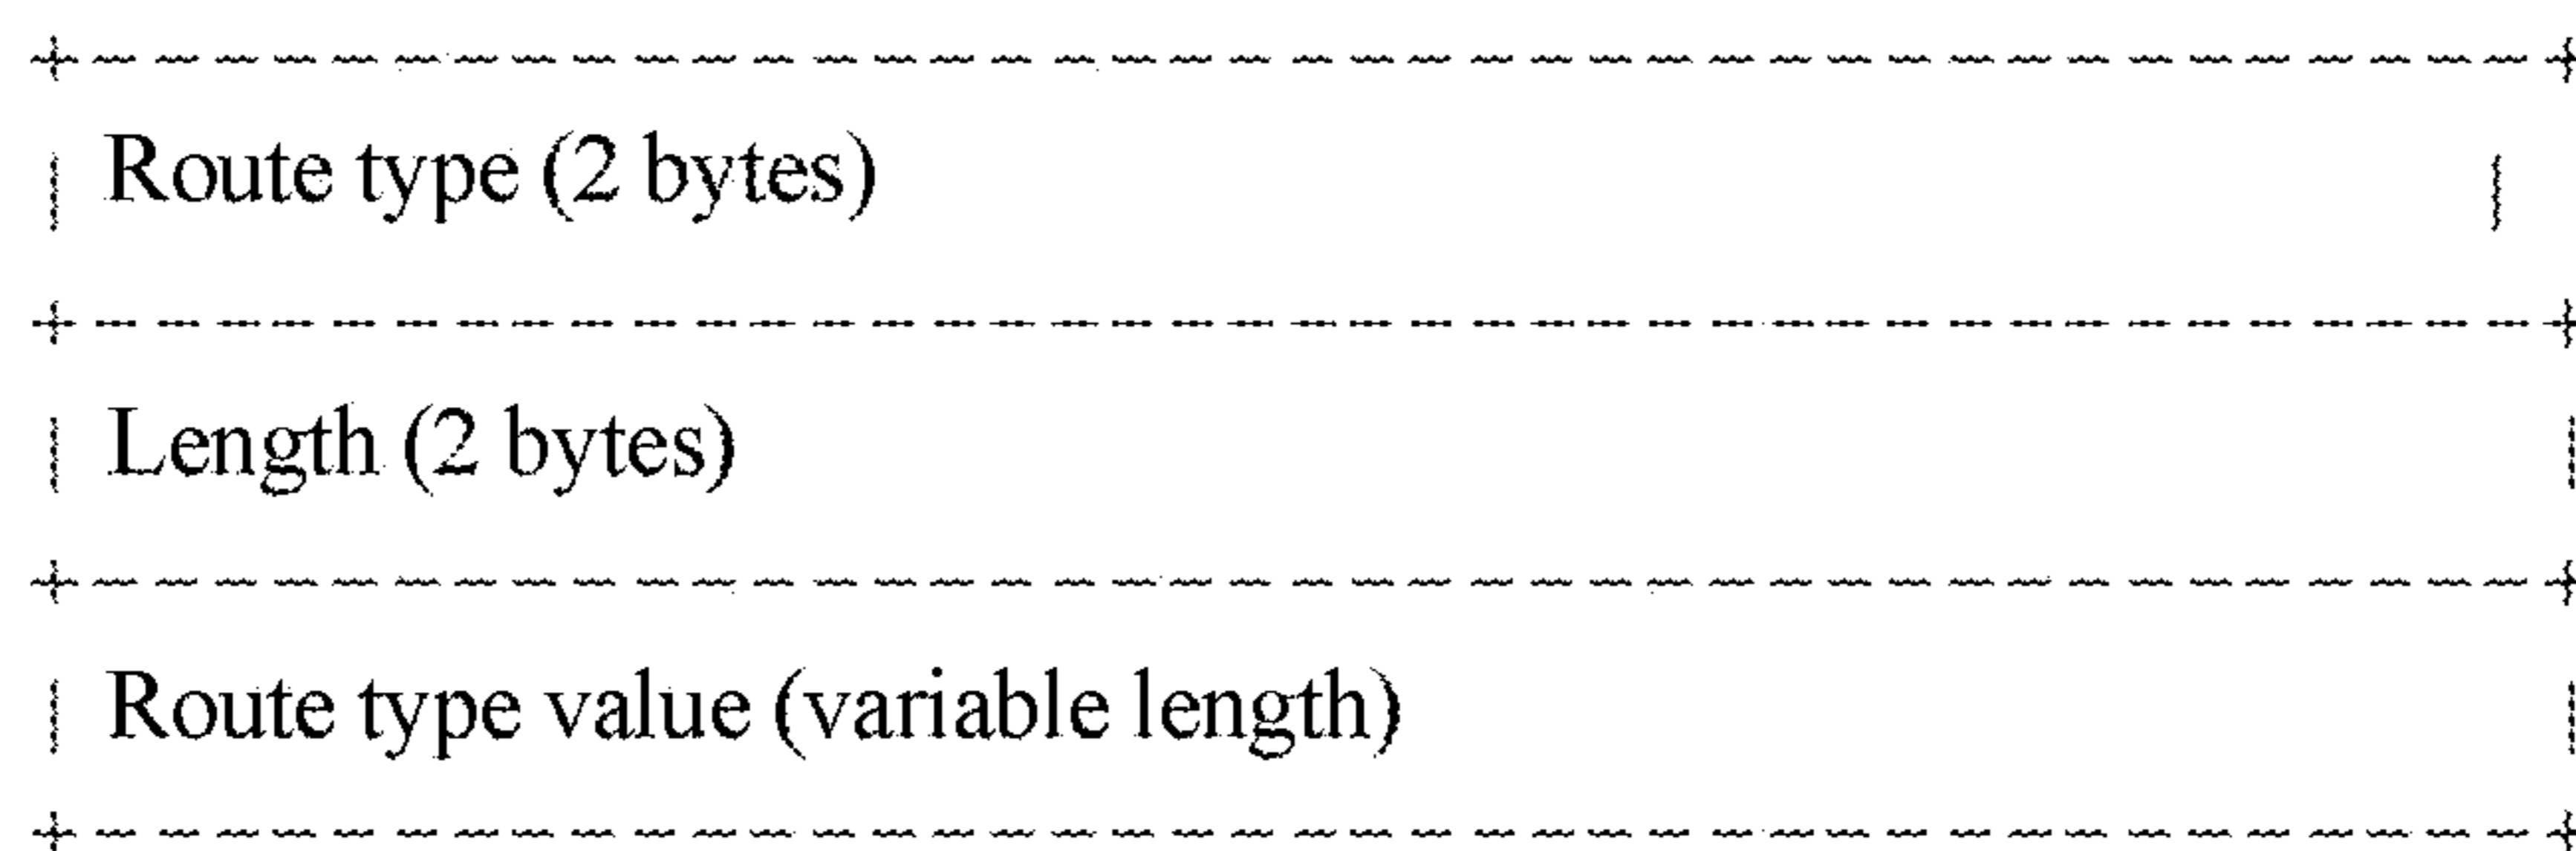 Route type (2 bytes)
Length (2 bytes)
Route type value (variable length)